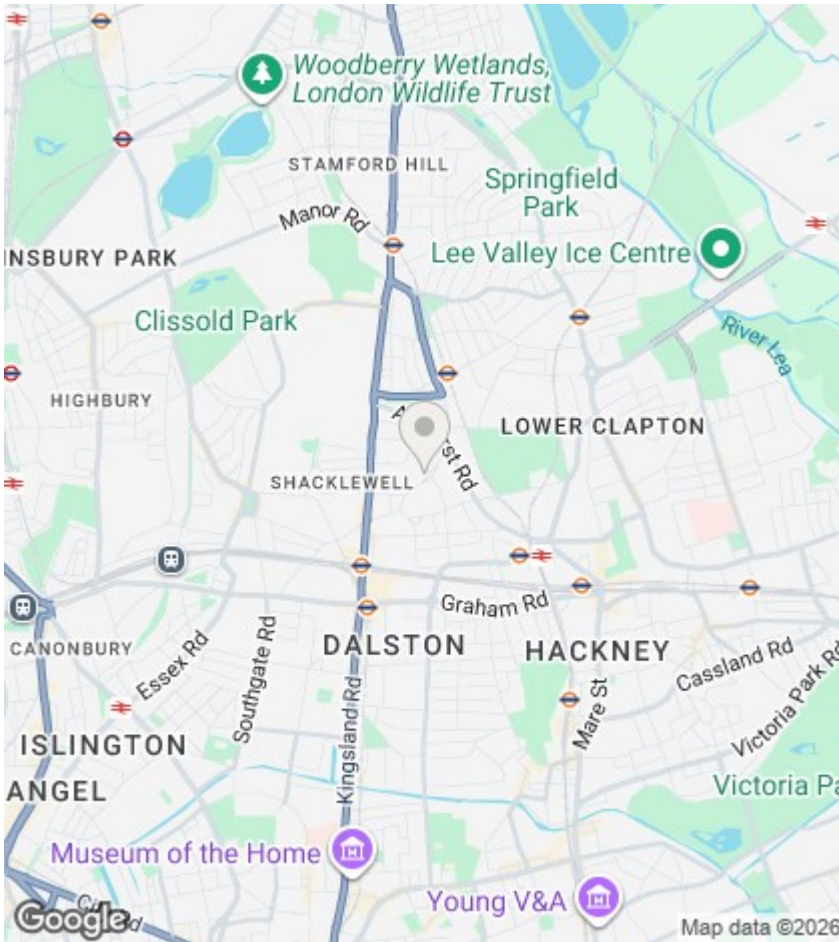 Woodberry Wetlands,
London Wildlife Trust
STAMFORD HILL
Springfield
Park
Manor Rd
Lee Valley Ice Centre
INSBURY PARK
Clissold Park
River Lea
HIGHBURY
LOWER CLAPTON
SHACKLEWELL
Graham Rd
DALSTON
HACKNEY
CANONBURY
Essex Rd
Southgate Rd
Cassland Rd
Mare St
Victoria Park Rd
ISLINGTON
Kingsland Rd
ANGEL
Victoria Pa
Museum of the Home
Young V&A
Google
Map data ©2026